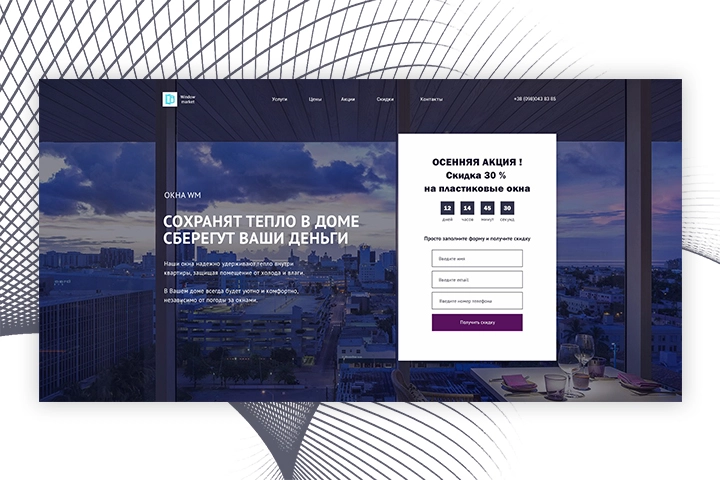 Window
market
Услуги
Цены
Акция
Скидки
Контакты
+38 (098)043 83 85
ОКНА WM
СОХРАНЯТ ТЕПЛО В ДОМЕ
СБЕРЕГУТ ВАШИ ДЕНЬГИ
Наши окна надежно удерживают тепло внутри
квартиры, защищая помещение от холода и влаги.
В Вашем доме всегда будет уютно и комфортно,
независимо от погоды за окнами.
ОСЕННЯЯ АКЦИЯ !
Скидка 30 %
на пластиковые окна
12 14 45 30
дней часов минут секунд
Просто заполните форму и получите скидку
Введите имя
Введите email
Введите номер телефона
Получить скидку